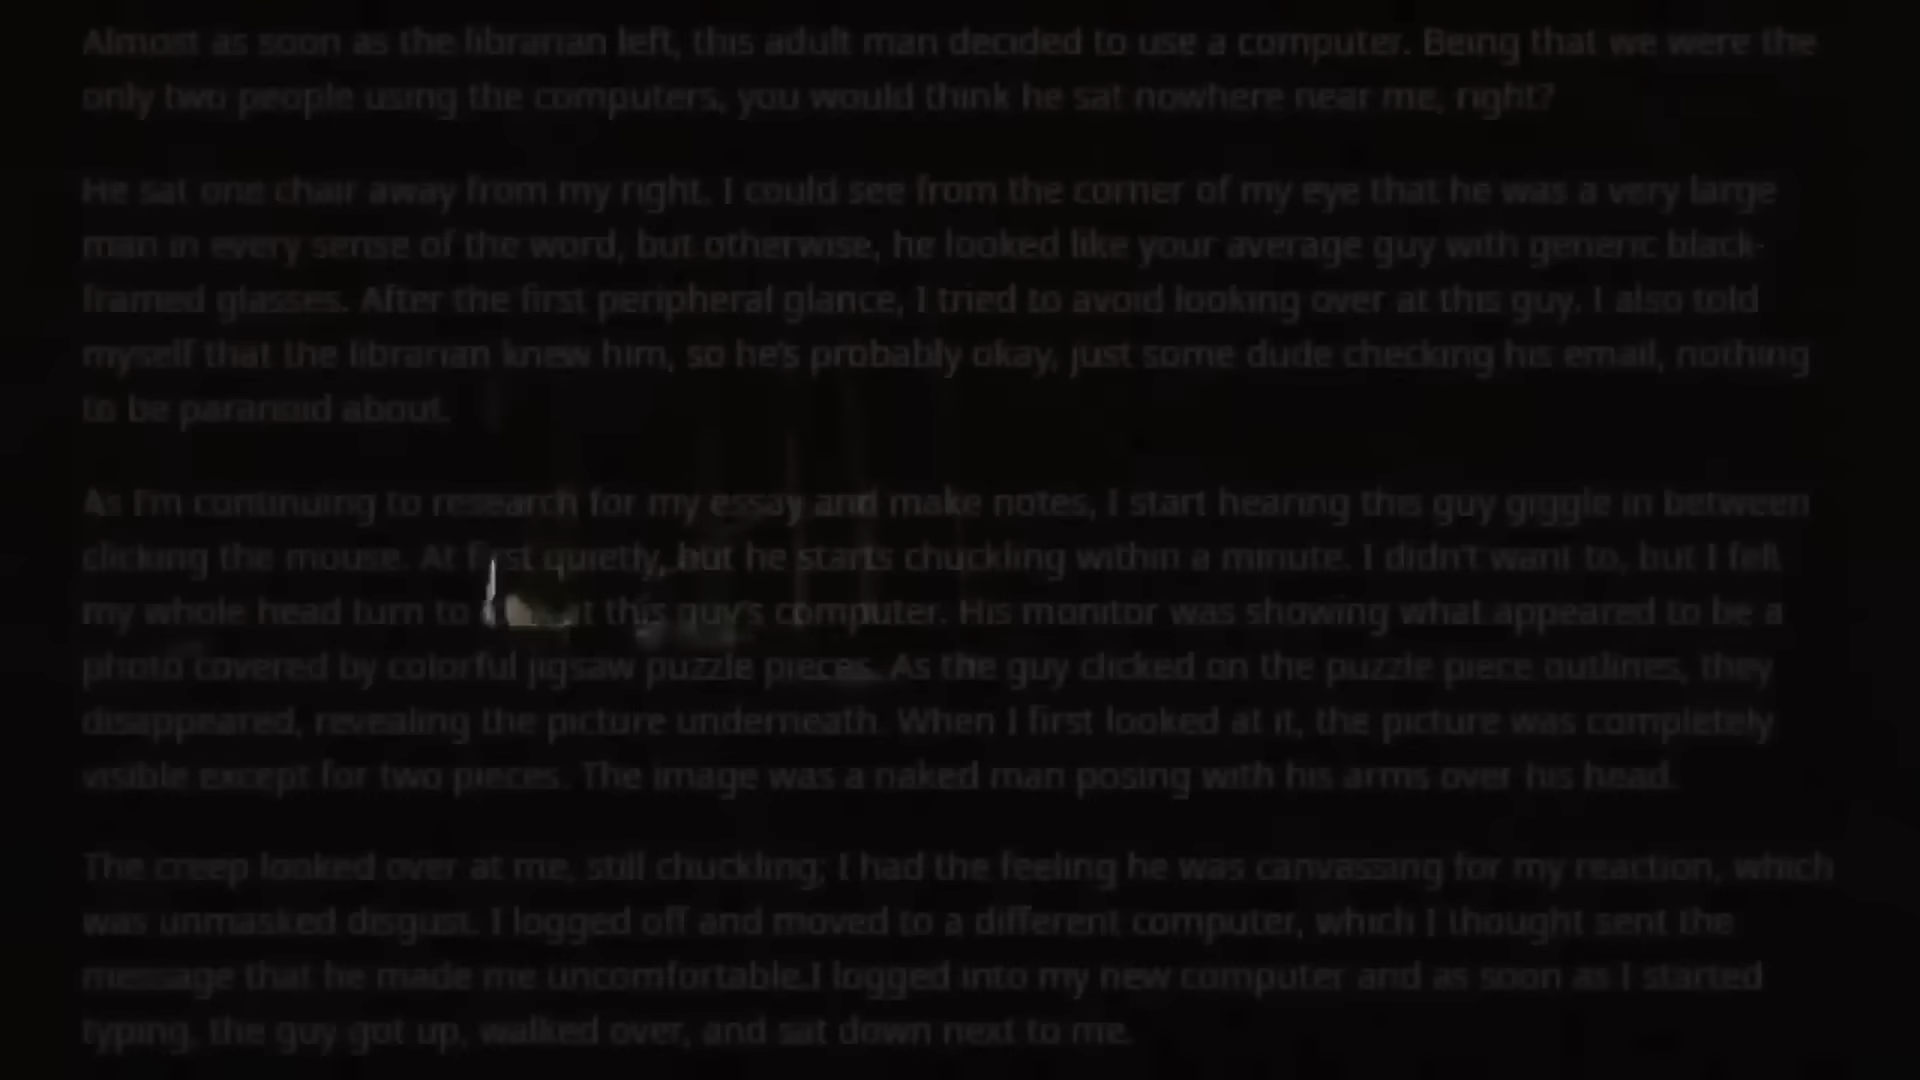 Almost as soon as the librarian left, this adult man decided to use a computer. Being that we were the
only two people using the computers, you would think he sat nowhere near me, right?
He sat one chair away from my right. I could see from the corner of my eye that he was a very large
man in every sense of the word, but otherwise, he looked like your average guy with generic black-
framed glasses. After the first peripheral glance, I tried to avoid looking over at this guy. I also told
myself that the librarian knew him, so he's probably okay, just some dude checking his email, nothing
to be paranoid about.
As I'm continuing to research for my essay and make notes, I start hearing this guy giggle in between
clicking the mouse. At first quietly, but he starts chuckling within a minute. I didn't want to, but I felt
my whole head turn to at this guy's computer. His monitor was showing what appeared to be a
photo covered by colorful jigsaw puzzle pieces. As the guy clicked on the puzzle piece outlines, they
disappeared, revealing the picture underneath. When I first looked at it, the picture was completely
visible except for two pieces. The image was a naked man posing with his arms over his head.
The creep looked over at me, still chuckling; I had the feeling he was canvassing for my reaction, which
was unmasked disgust. I logged off and moved to a different computer, which I thought sent the
message that he made me uncomfortable.I logged into my new computer and as soon as I started
typing, the guy got up, walked over, and sat down next to me.